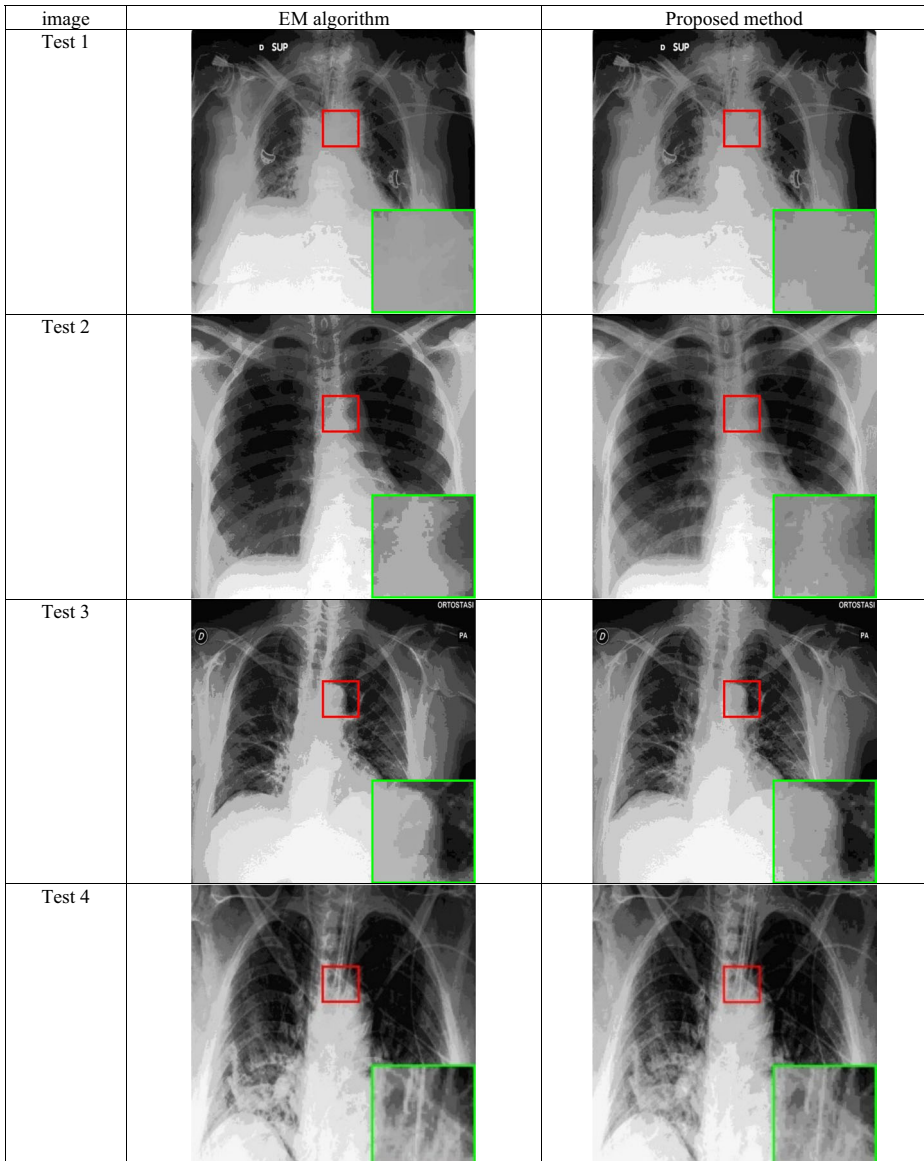 image EM algorithm Proposed method
Test 1
D SUP D SUP
Test 2
Test 3
ORTOSTASI ORTOSTASI
D PA D PA
Test 4